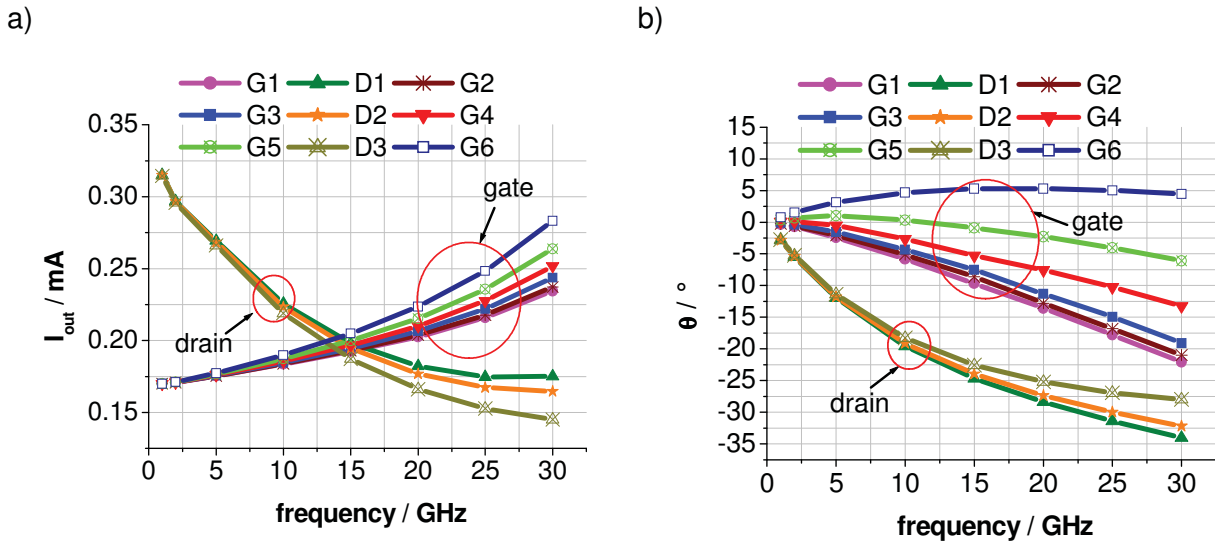 a)
G1 D1 G2
G3 D2 G4
G5 D3 G6
0.35
0.30
0.25
0.20
0.15
I_out / mA
gate
drain
0 5 10 15 20 25 30
frequency / GHz
b)
G1 D1 G2
G3 D2 G4
G5 D3 G6
15
10
5
0
-5
-10
-15
-20
-25
-30
-35
θ / °
gate
drain
0 5 10 15 20 25 30
frequency / GHz